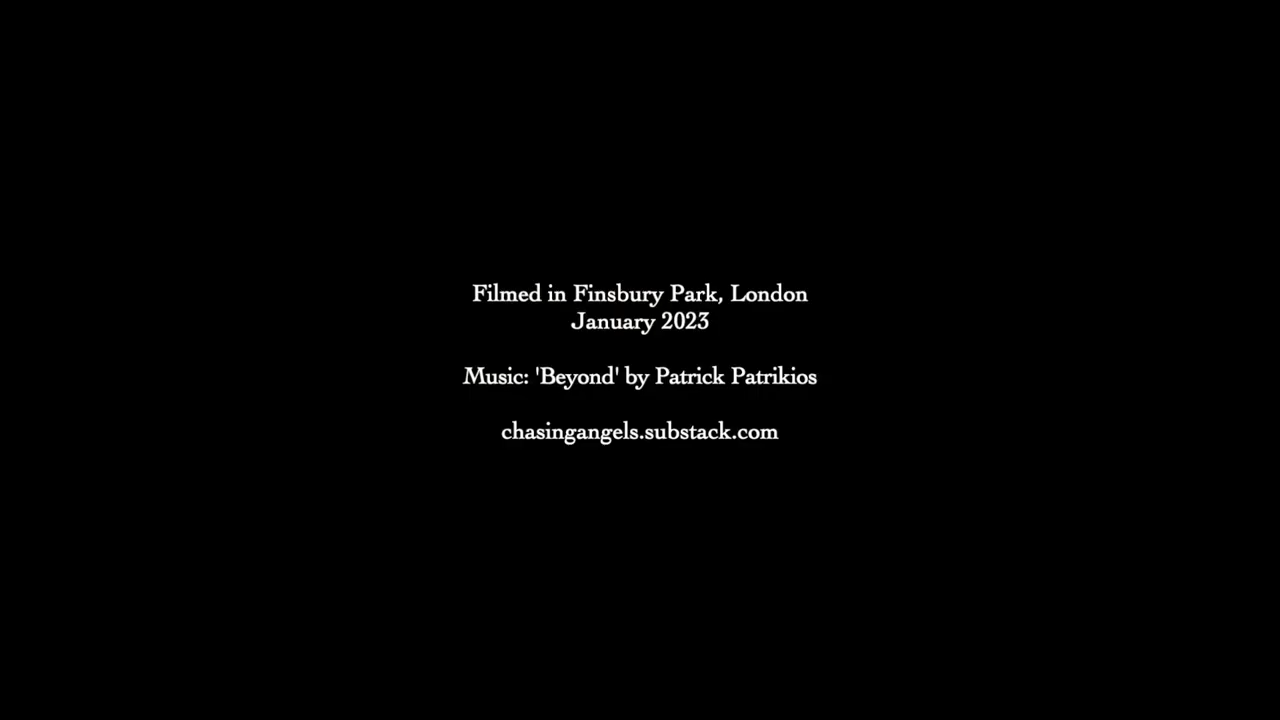 Filmed in Finsbury Park, London
January 2023
Music: 'Beyond' by Patrick Patrikios
chasingangels.substack.com